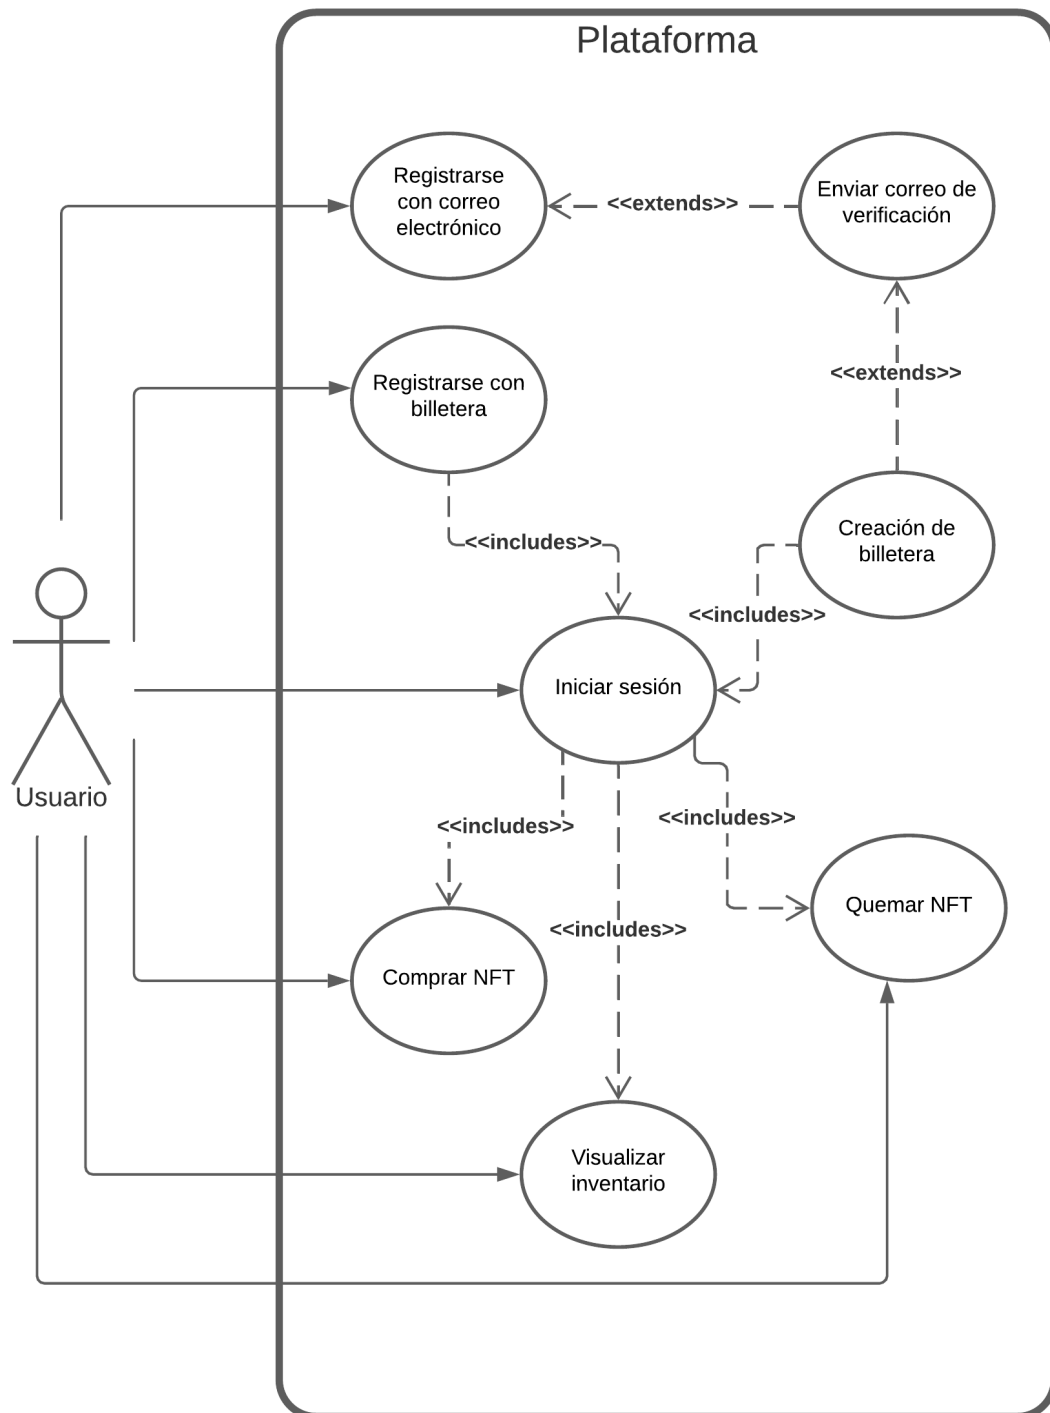 Plataforma
Registrarse
con correo
electrónico
<<extends>>
Enviar correo de
verificación
Registrarse con
billetera
<<extends>>
<<includes>>
Creación de
billetera
<<includes>>
Iniciar sesión
Usuario
<<includes>>
<<includes>>
Quemar NFT
<<includes>>
Comprar NFT
Visualizar
inventario